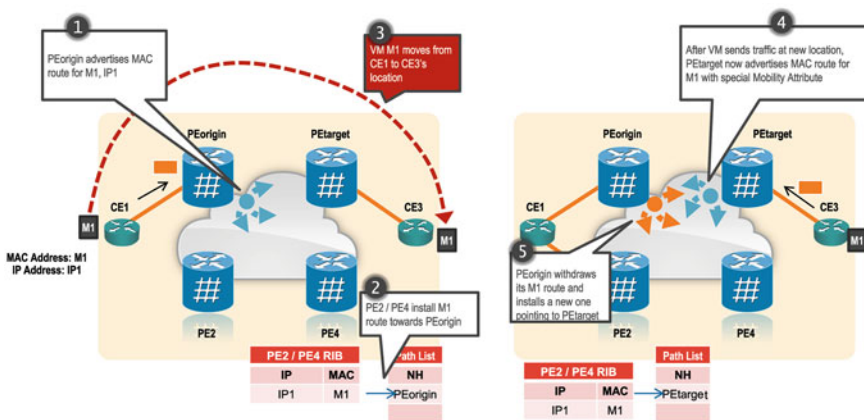 1
PEorigin advertises MAC
route for M1, IP1
3
VM M1 moves from
CE1 to CE3's
location
PEorigin
PEtarget
CE1
CE3
M1
M1
MAC Address: M1
IP Address: IP1
2
PE2 / PE4 install M1
route towards PEorigin
PE2
PE4
PE2 / PE4 RIB
IP
MAC
IP1
M1
Path List
NH
PEorigin
4
After VM sends traffic at new location,
PEtarget now advertises MAC route for
M1 with special Mobility Attribute
PEorigin
PEtarget
CE1
CE3
M1
5
PEorigin withdraws
its M1 route and
installs a new one
pointing to PEtarget
PE2
PE4
PE2 / PE4 RIB
IP
MAC
IP1
M1
Path List
NH
PEtarget